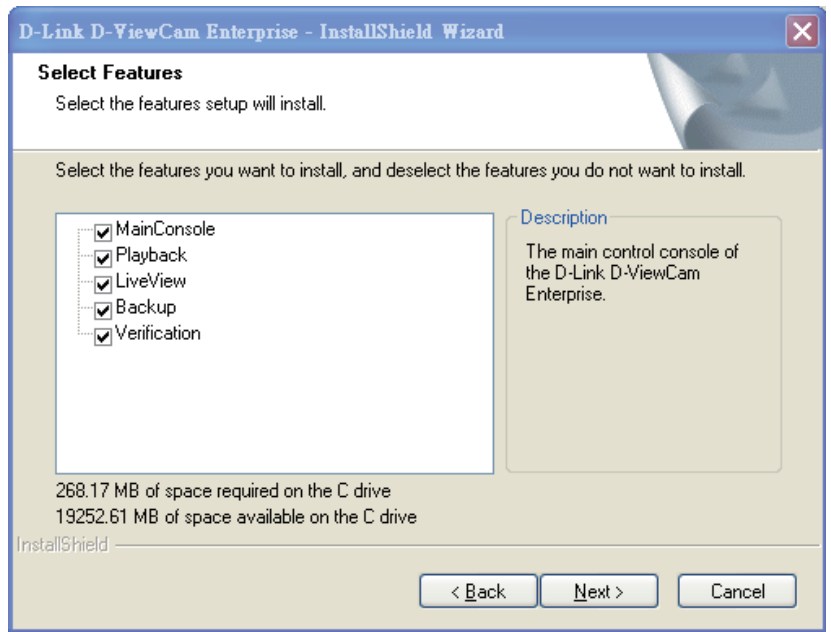 D-Link D-ViewCam Enterprise - InstallShield Wizard
Select Features
Select the features setup will install.
Select the features you want to install, and deselect the features you do not want to install.
MainConsole
Playback
LiveView
Backup
Verification
Description
The main control console of
the D-Link D-ViewCam
Enterprise.
268.17 MB of space required on the C drive
19252.61 MB of space available on the C drive
InstallShield
< Back
Next >
Cancel